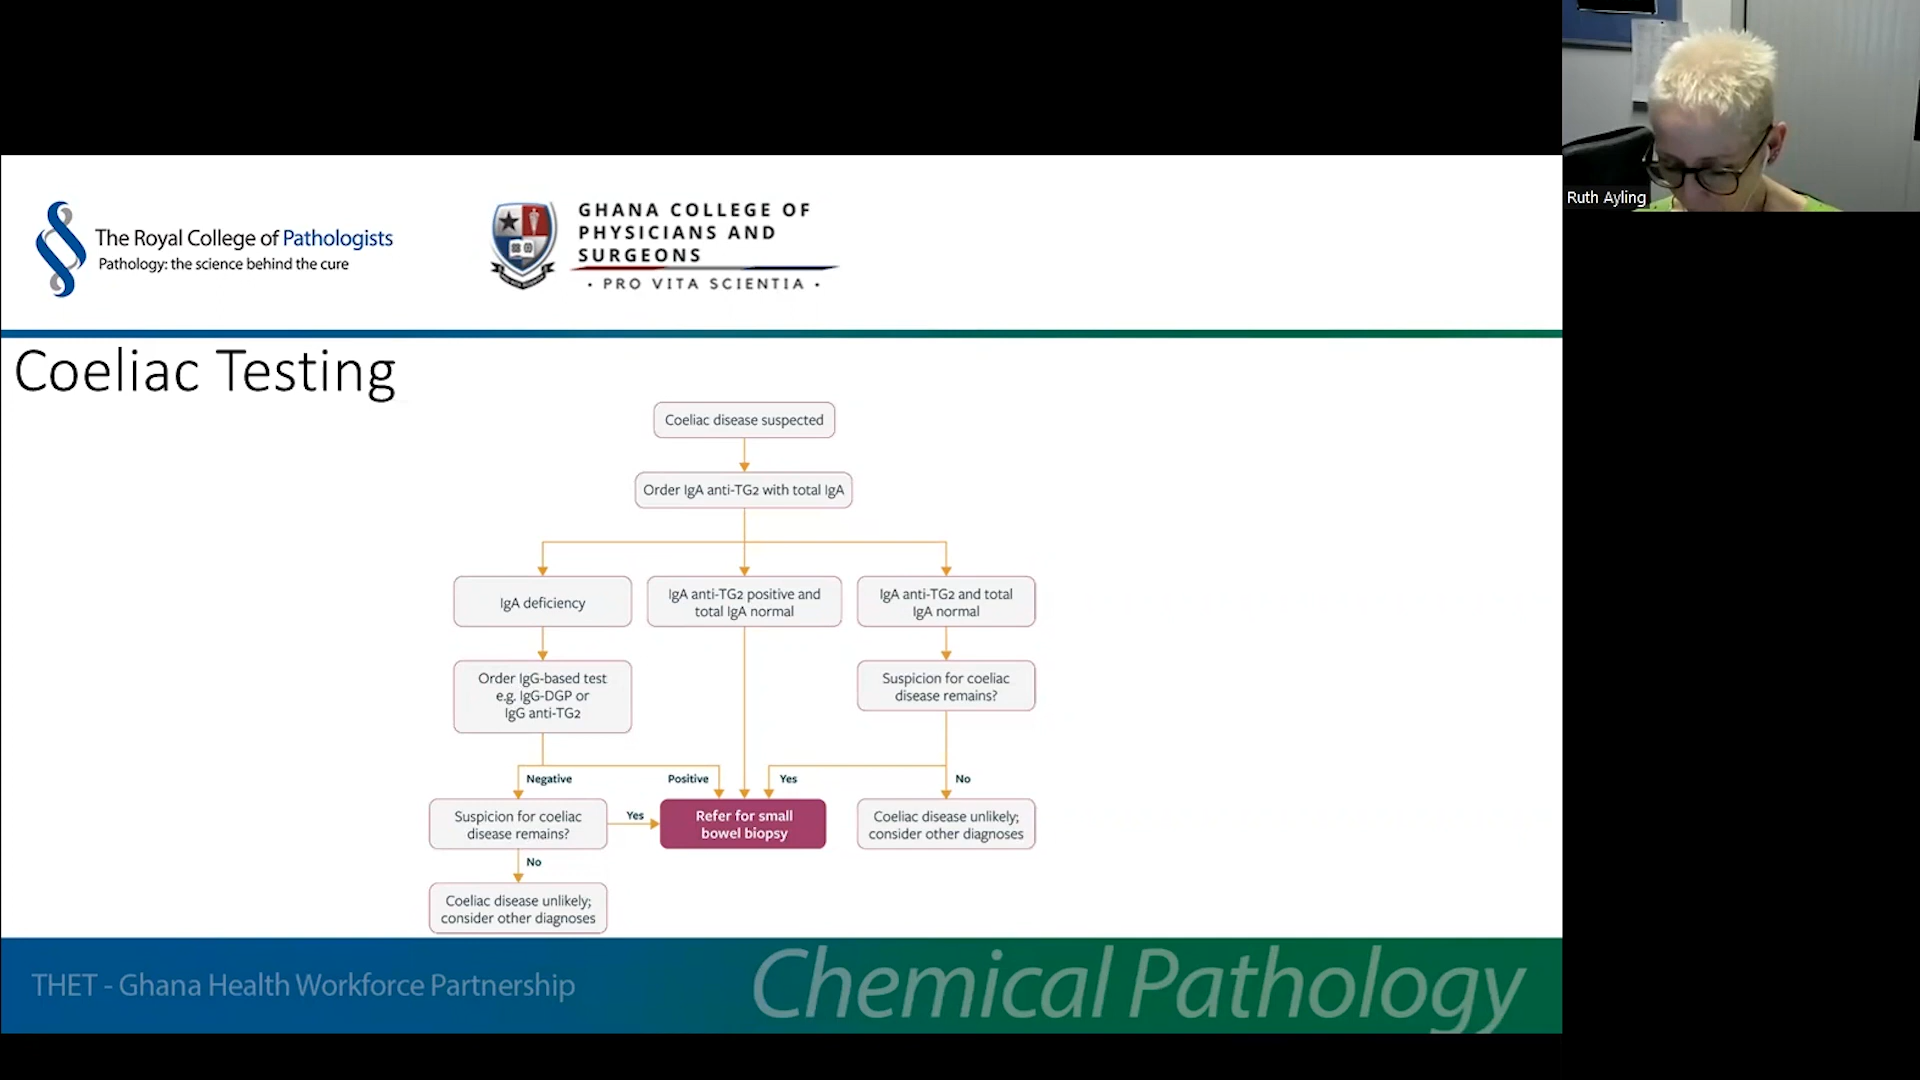 The Royal College of Pathologists
Pathology: the science behind the cure
GHANA COLLEGE OF
PHYSICIANS AND
SURGEONS
• PRO VITA SCIENTIA •
Ruth Ayling
Coeliac Testing
Coeliac disease suspected
Order IgA anti-TG2 with total IgA
IgA deficiency
IgA anti-TG2 positive and
total IgA normal
IgA anti-TG2 and total
IgA normal
Order IgG-based test
e.g. IgG-DGP or
IgG anti-TG2
Suspicion for coeliac
disease remains?
Negative
Positive
Yes
No
Suspicion for coeliac
disease remains?
Yes
Refer for small
bowel biopsy
Coeliac disease unlikely;
consider other diagnoses
No
Coeliac disease unlikely;
consider other diagnoses
THET - Ghana Health Workforce Partnership
Chemical Pathology